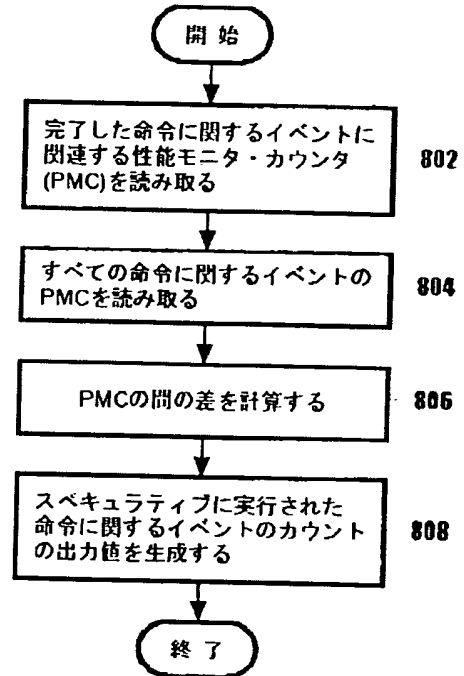 開 始
完了した命令に関するイベントに
関連する性能モニタ・カウンタ
(PMC)を読み取る
802
すべての命令に関するイベントの
PMCを読み取る
804
PMCの間の差を計算する
806
スペキュラティブに実行された
命令に関するイベントのカウント
の出力値を生成する
808
終 了